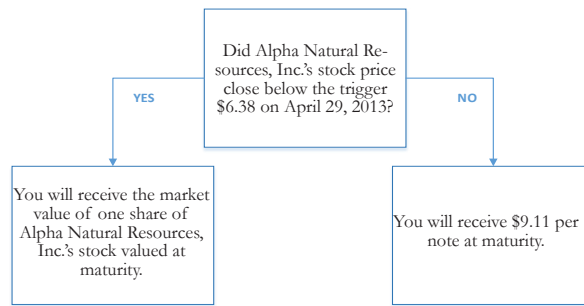 Did Alpha Natural Re-
sources, Inc.'s stock price
close below the trigger
$6.38 on April 29, 2013?
YES
NO
You will receive the market
value of one share of
Alpha Natural Resources,
Inc.'s stock valued at
maturity.
You will receive $9.11 per
note at maturity.